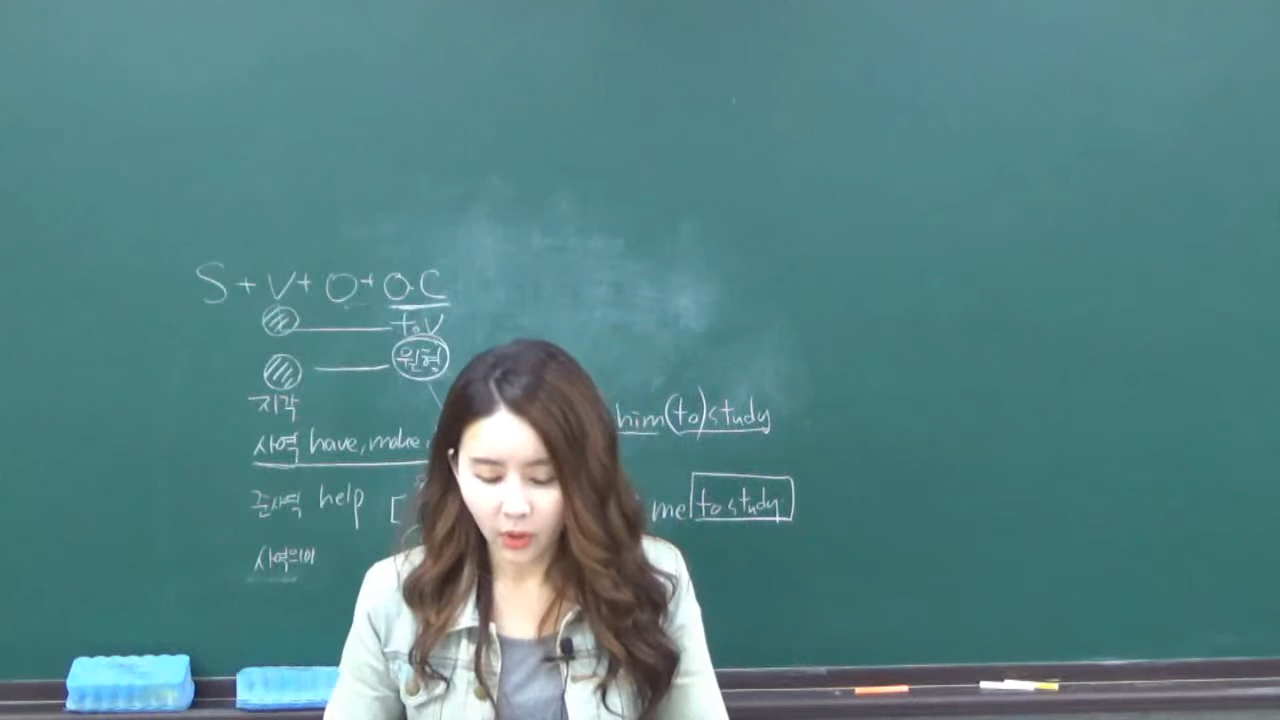 S + V + O + O.C
to V
원형
지각
사역 have, make, him (to) study
준사역 help [ me to study
사역의미